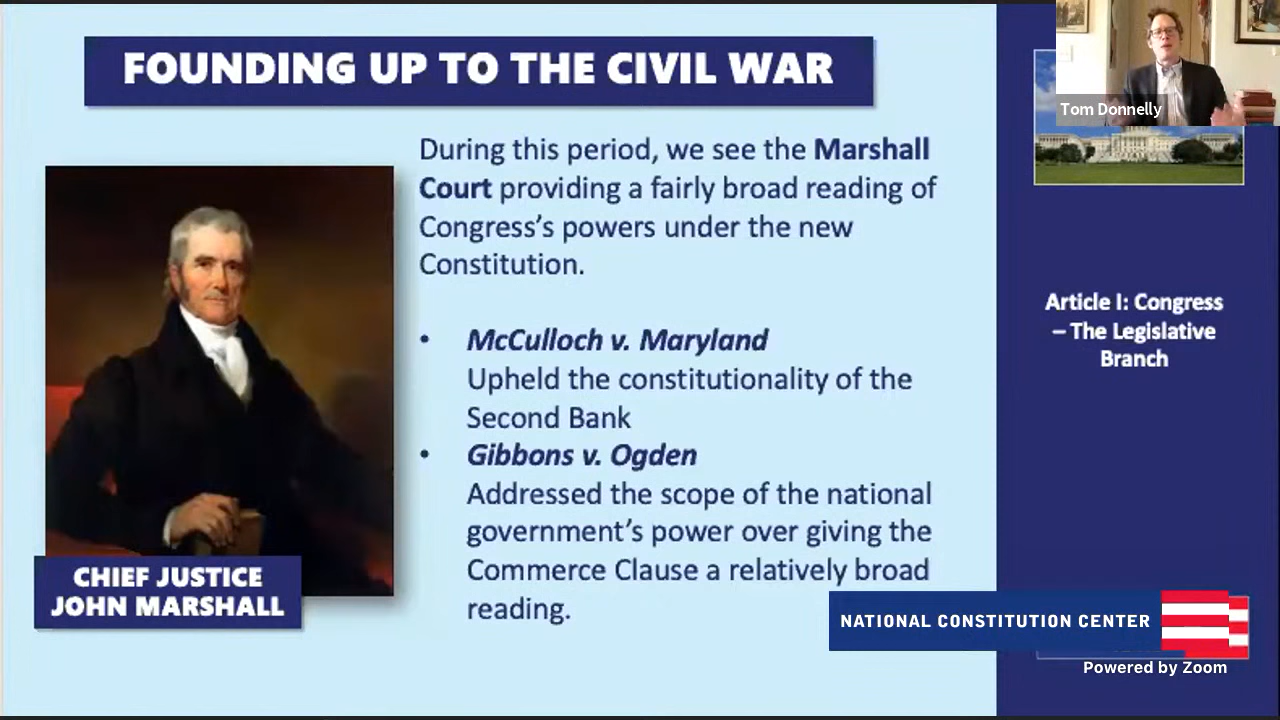 FOUNDING UP TO THE CIVIL WAR
During this period, we see the Marshall
Court providing a fairly broad reading of
Congress’s powers under the new
Constitution.
• McCulloch v. Maryland
Upheld the constitutionality of the
Second Bank
• Gibbons v. Ogden
Addressed the scope of the national
government’s power over giving the
Commerce Clause a relatively broad
reading.
CHIEF JUSTICE
JOHN MARSHALL
Tom Donnelly
Article I: Congress
– The Legislative
Branch
NATIONAL CONSTITUTION CENTER
Powered by Zoom